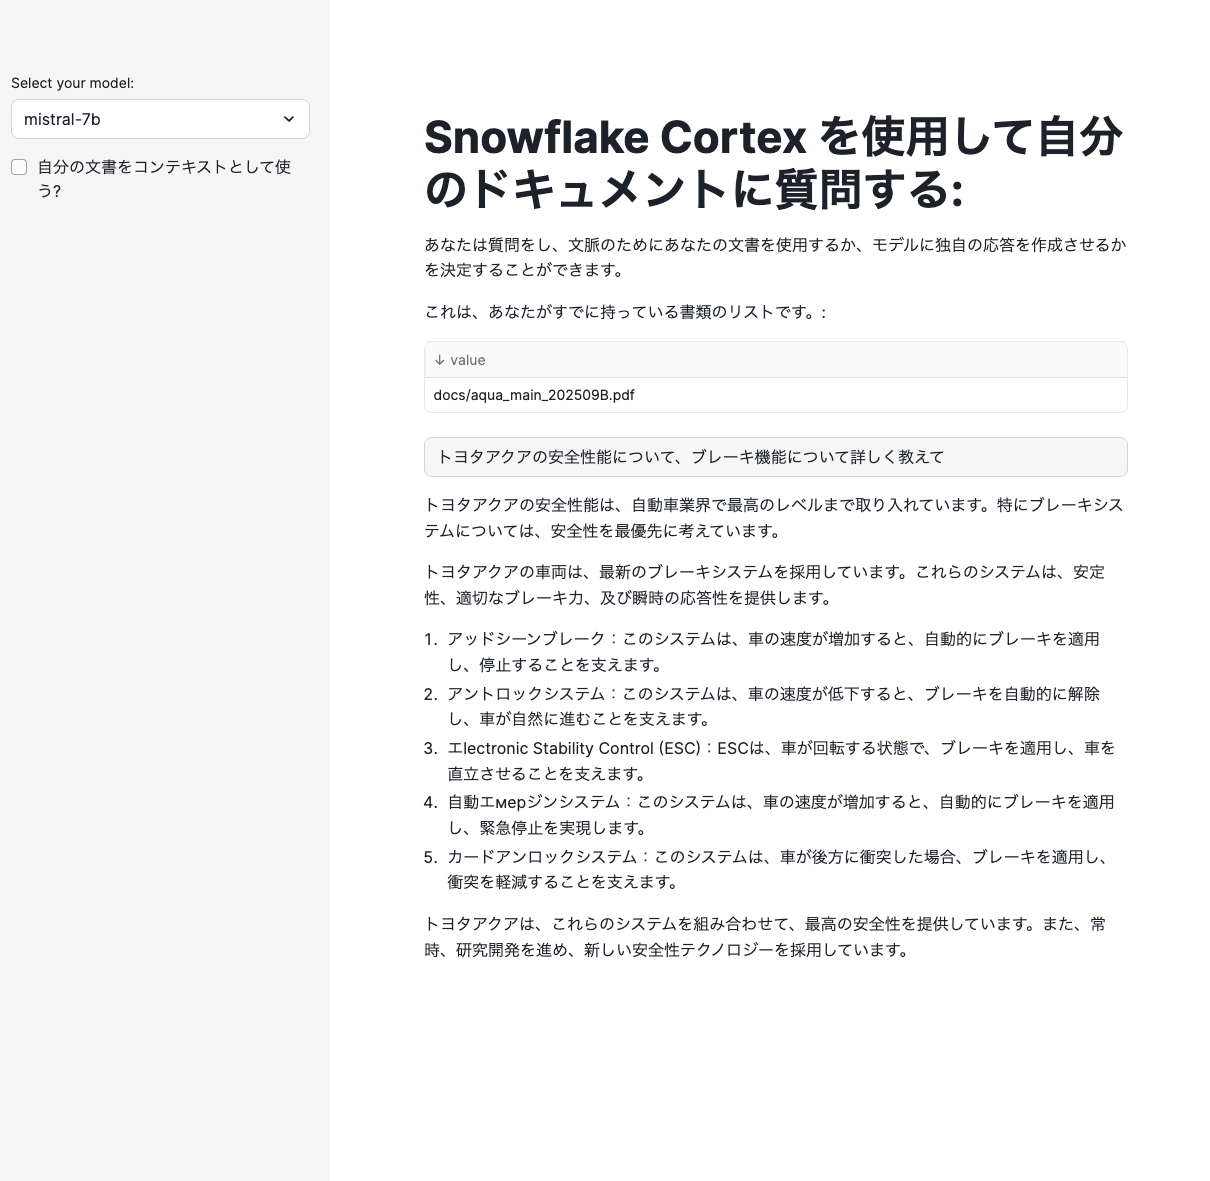 Select your model:
mistral-7b
自分の文書をコンテキストとして使
う?
Snowflake Cortex を使用して自分
のドキュメントに質問する:
あなたは質問をし、文脈のためにあなたの文書を使用するか、モデルに独自の応答を作成させるか
を決定することができます。
これは、あなたがすでに持っている書類のリストです。:
↓ value
docs/aqua_main_202509B.pdf
トヨタアクアの安全性能について、ブレーキ機能について詳しく教えて
トヨタアクアの安全性能は、自動車業界で最高のレベルまで取り入れています。特にブレーキシス
テムについては、安全性を最優先に考えています。
トヨタアクアの車両は、最新のブレーキシステムを採用しています。これらのシステムは、安定
性、適切なブレーキ力、及び瞬時の応答性を提供します。
1. アッドシーンブレーク：このシステムは、車の速度が増加すると、自動的にブレーキを適用
し、停止することを支えます。
2. アントロックシステム：このシステムは、車の速度が低下すると、ブレーキを自動的に解除
し、車が自然に進むことを支えます。
3. エlectronic Stability Control (ESC)：ESCは、車が回転する状態で、ブレーキを適用し、車を
直立させることを支えます。
4. 自動エмерジンシステム：このシステムは、車の速度が増加すると、自動的にブレーキを適用
し、緊急停止を実現します。
5. カードアンロックシステム：このシステムは、車が後方に衝突した場合、ブレーキを適用し、
衝突を軽減することを支えます。
トヨタアクアは、これらのシステムを組み合わせて、最高の安全性を提供しています。また、常
時、研究開発を進め、新しい安全性テクノロジーを採用しています。